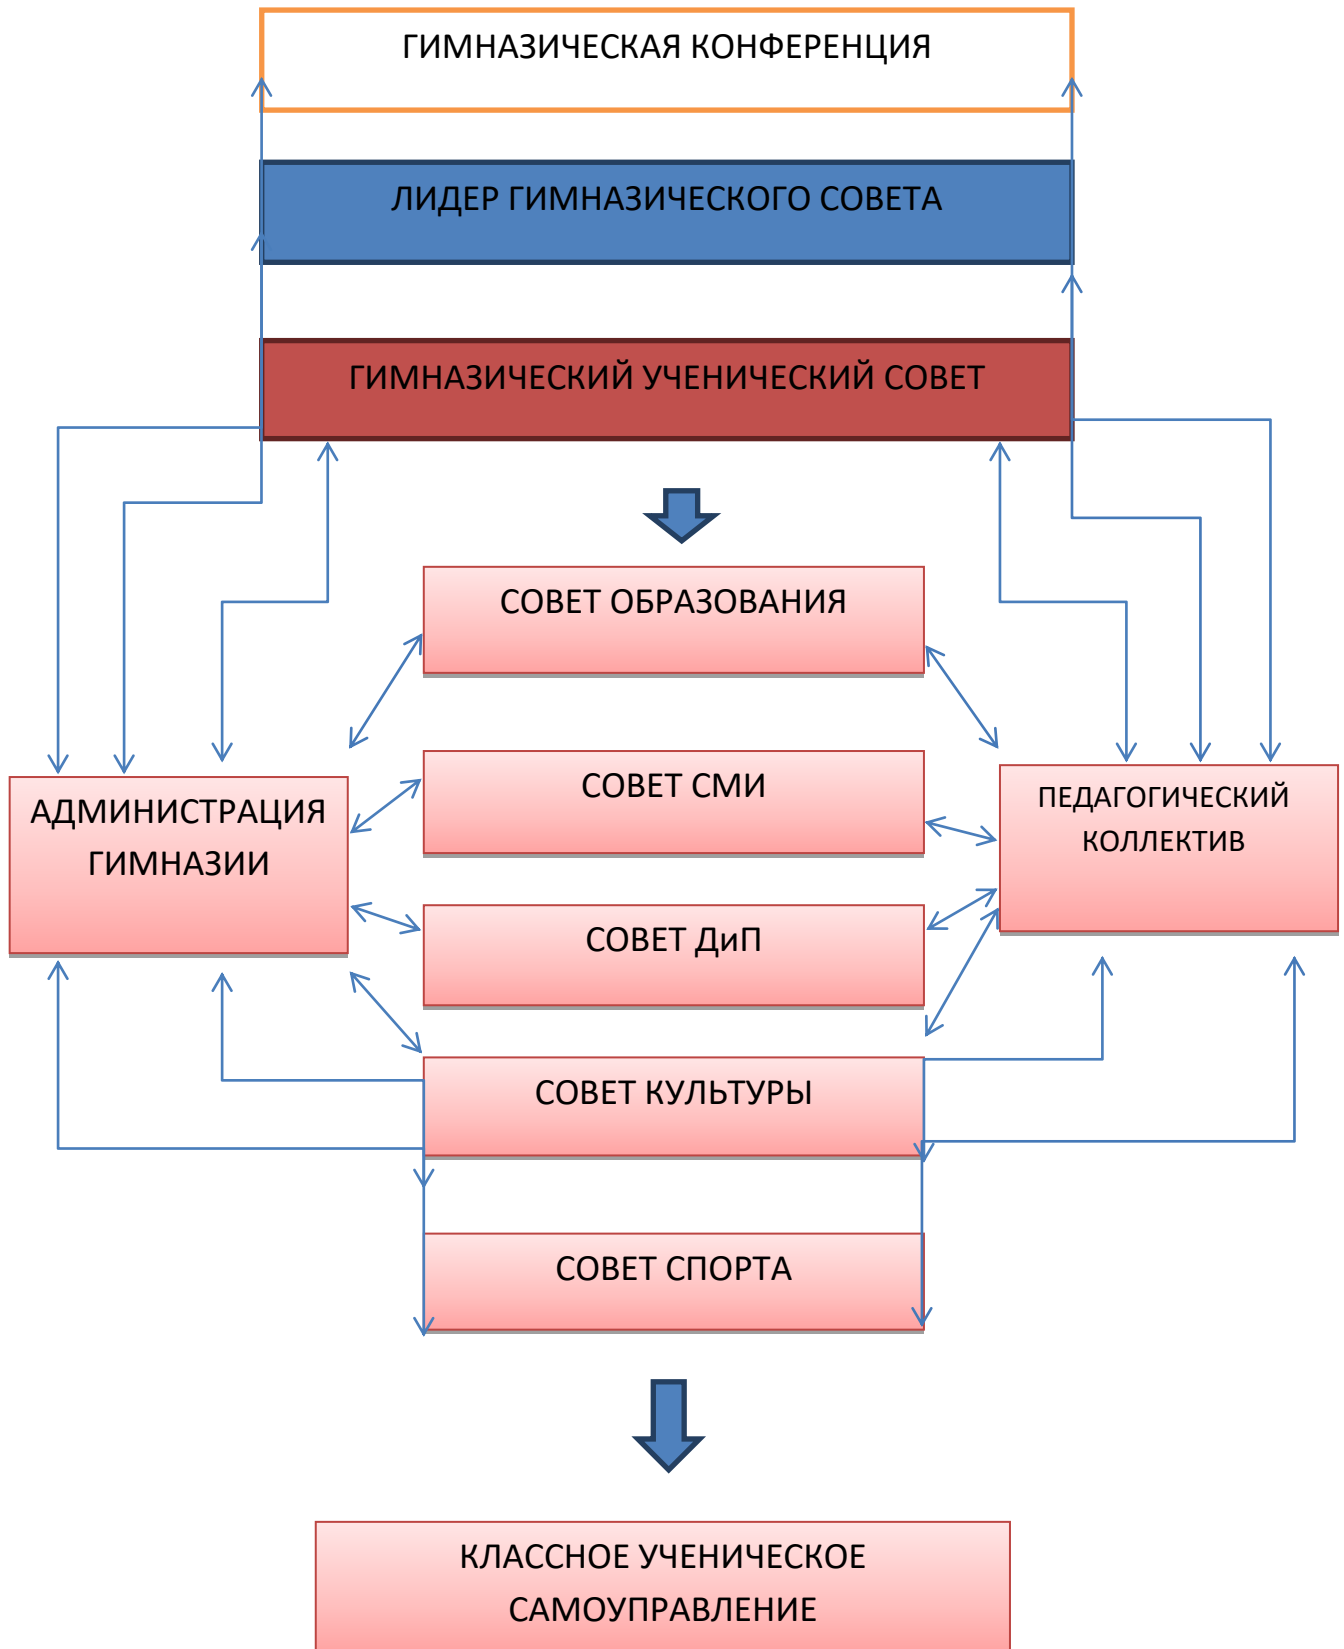 ГИМНАЗИЧЕСКАЯ КОНФЕРЕНЦИЯ
ЛИДЕР ГИМНАЗИЧЕСКОГО СОВЕТА
ГИМНАЗИЧЕСКИЙ УЧЕНИЧЕСКИЙ СОВЕТ
СОВЕТ ОБРАЗОВАНИЯ
СОВЕТ СМИ
АДМИНИСТРАЦИЯ
ГИМНАЗИИ
ПЕДАГОГИЧЕСКИЙ
КОЛЛЕКТИВ
СОВЕТ ДиП
СОВЕТ КУЛЬТУРЫ
СОВЕТ СПОРТА
КЛАССНОЕ УЧЕНИЧЕСКОЕ
САМОУПРАВЛЕНИЕ